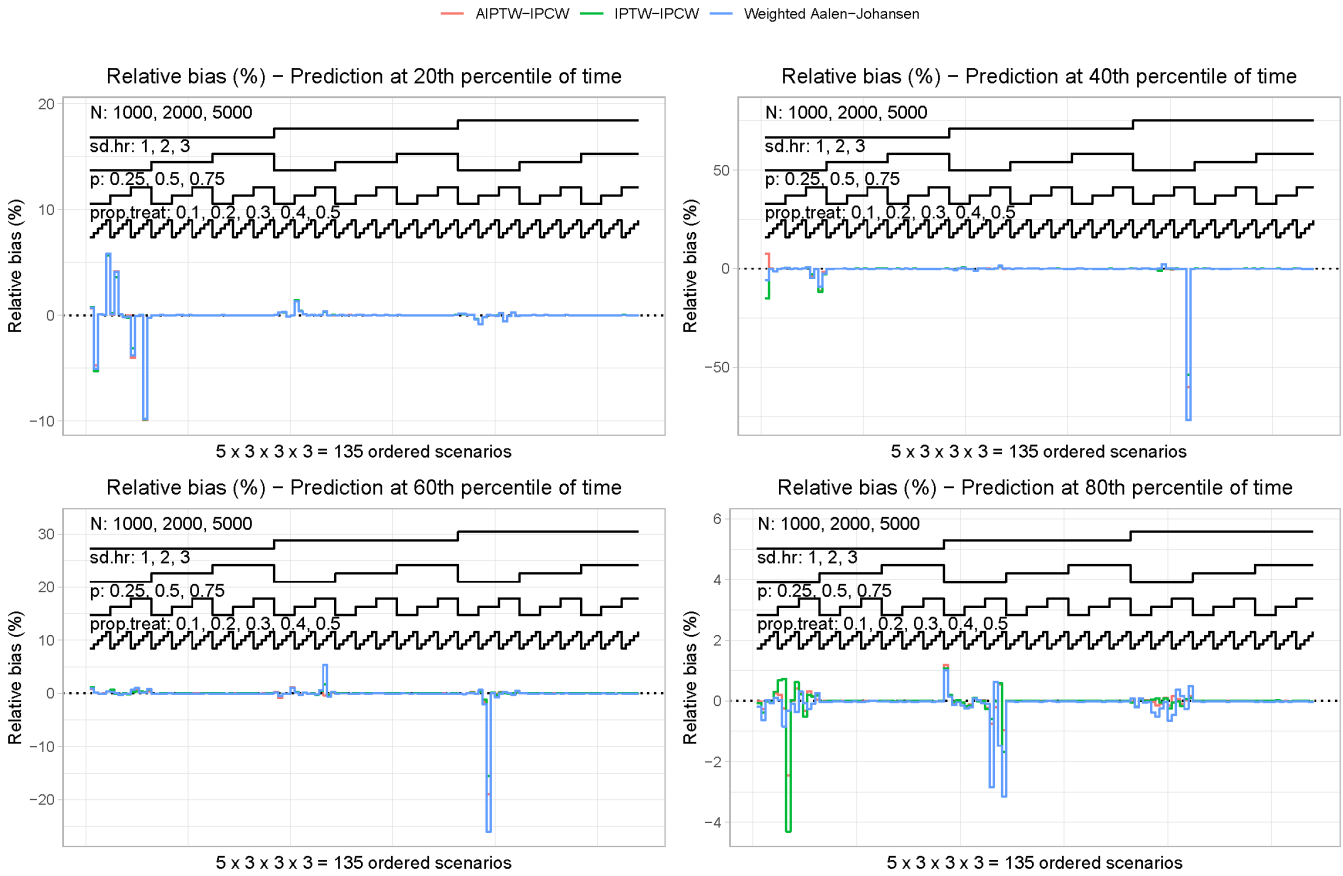 AIPTW−IPCW IPTW−IPCW Weighted Aalen−Johansen
Relative bias (%) − Prediction at 20th percentile of time
20
10
0
−10
Relative bias (%)
N: 1000, 2000, 5000
sd.hr: 1, 2, 3
p: 0.25, 0.5, 0.75
prop.treat: 0.1, 0.2, 0.3, 0.4, 0.5
5 x 3 x 3 x 3 = 135 ordered scenarios
Relative bias (%) − Prediction at 40th percentile of time
50
0
−50
Relative bias (%)
N: 1000, 2000, 5000
sd.hr: 1, 2, 3
p: 0.25, 0.5, 0.75
prop.treat: 0.1, 0.2, 0.3, 0.4, 0.5
5 x 3 x 3 x 3 = 135 ordered scenarios
Relative bias (%) − Prediction at 60th percentile of time
30
20
10
0
−10
−20
Relative bias (%)
N: 1000, 2000, 5000
sd.hr: 1, 2, 3
p: 0.25, 0.5, 0.75
prop.treat: 0.1, 0.2, 0.3, 0.4, 0.5
5 x 3 x 3 x 3 = 135 ordered scenarios
Relative bias (%) − Prediction at 80th percentile of time
6
4
2
0
−2
−4
Relative bias (%)
N: 1000, 2000, 5000
sd.hr: 1, 2, 3
p: 0.25, 0.5, 0.75
prop.treat: 0.1, 0.2, 0.3, 0.4, 0.5
5 x 3 x 3 x 3 = 135 ordered scenarios